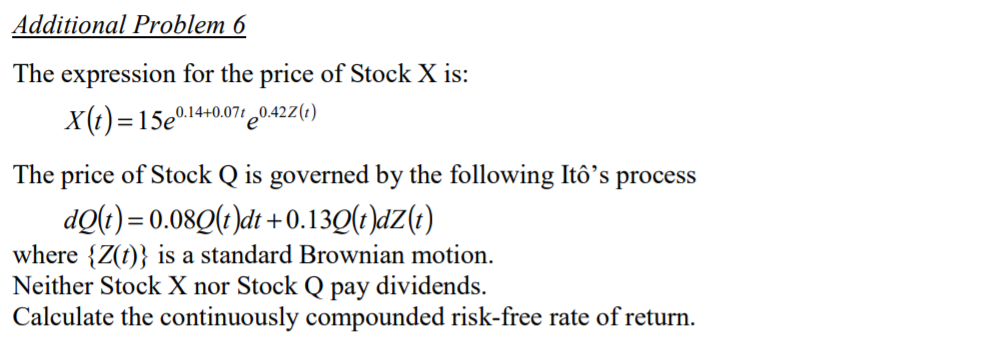 Additional Problem 6
The expression for the price of Stock X is:
X(t)=15e^{0.14+0.07t}e^{0.42Z(t)}
The price of Stock Q is governed by the following Itô's process
dQ(t)=0.08Q(t)dt+0.13Q(t)dZ(t)
where {Z(t)} is a standard Brownian motion.
Neither Stock X nor Stock Q pay dividends.
Calculate the continuously compounded risk-free rate of return.